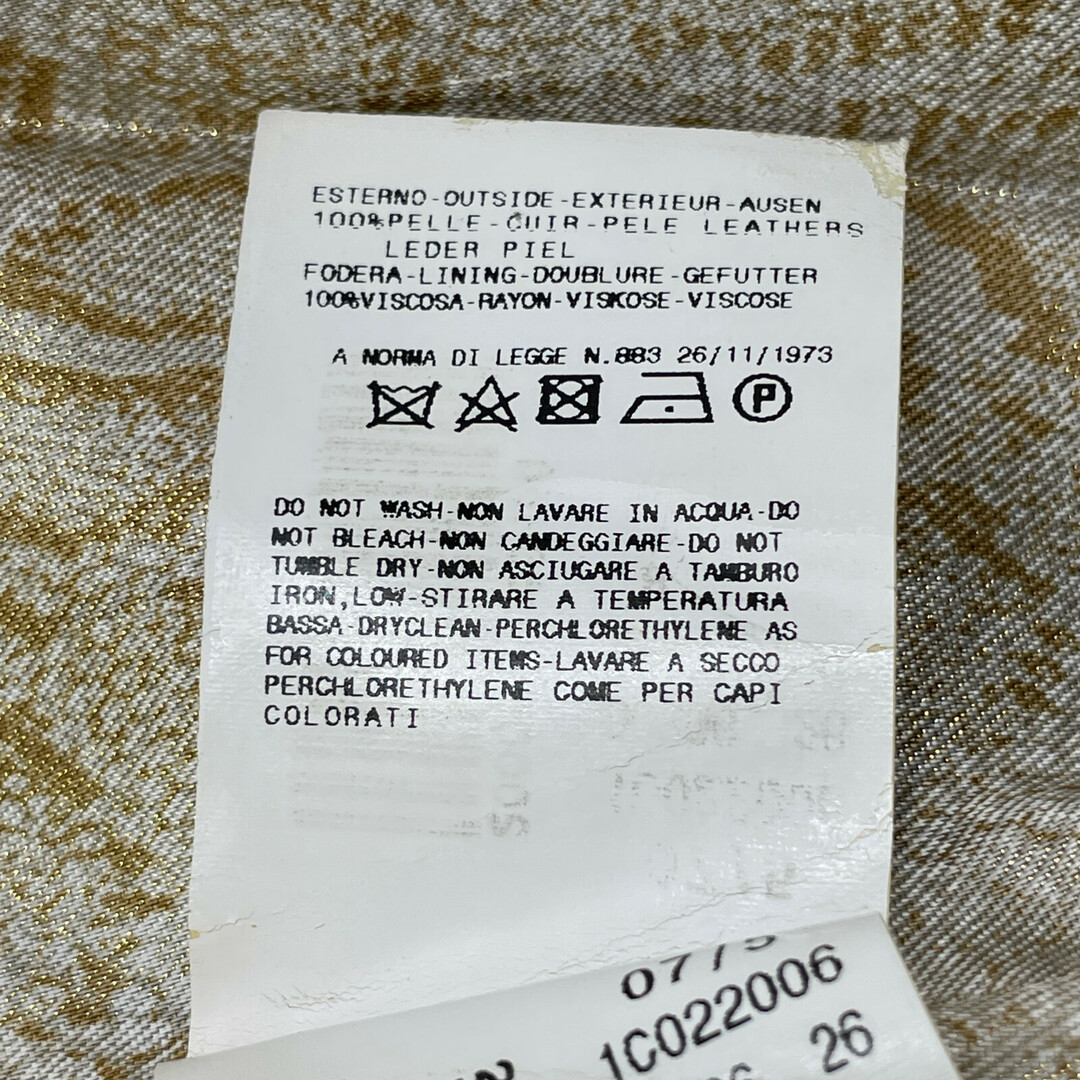 ESTERNO-OUTSIDE-EXTERIEUR-AUSEN
100%PELLE-CUIR-PELE LEATHERS
LEDER PIEL
FODERA-LINING-DOUBLURE-GEFUTTER
100%VISCOSA-RAYON-VISKOSE-VISCOSE
A NORMA DI LEGGE N.883 26/11/1973
P
DO NOT WASH-NON LAVARE IN ACQUA-DO
NOT BLEACH-NON CANDEGGIARE-DO NOT
TUMBLE DRY-NON ASCIUGARE A TAMBURO
IRON,LOW-STIRARE A TEMPERATURA
BASSA-DRYCLEAN-PERCHLORETHYLENE AS
FOR COLOURED ITEMS-LAVARE A SECCO
PERCHLORETHYLENE COME PER CAPI
COLORATI
1C022006
26